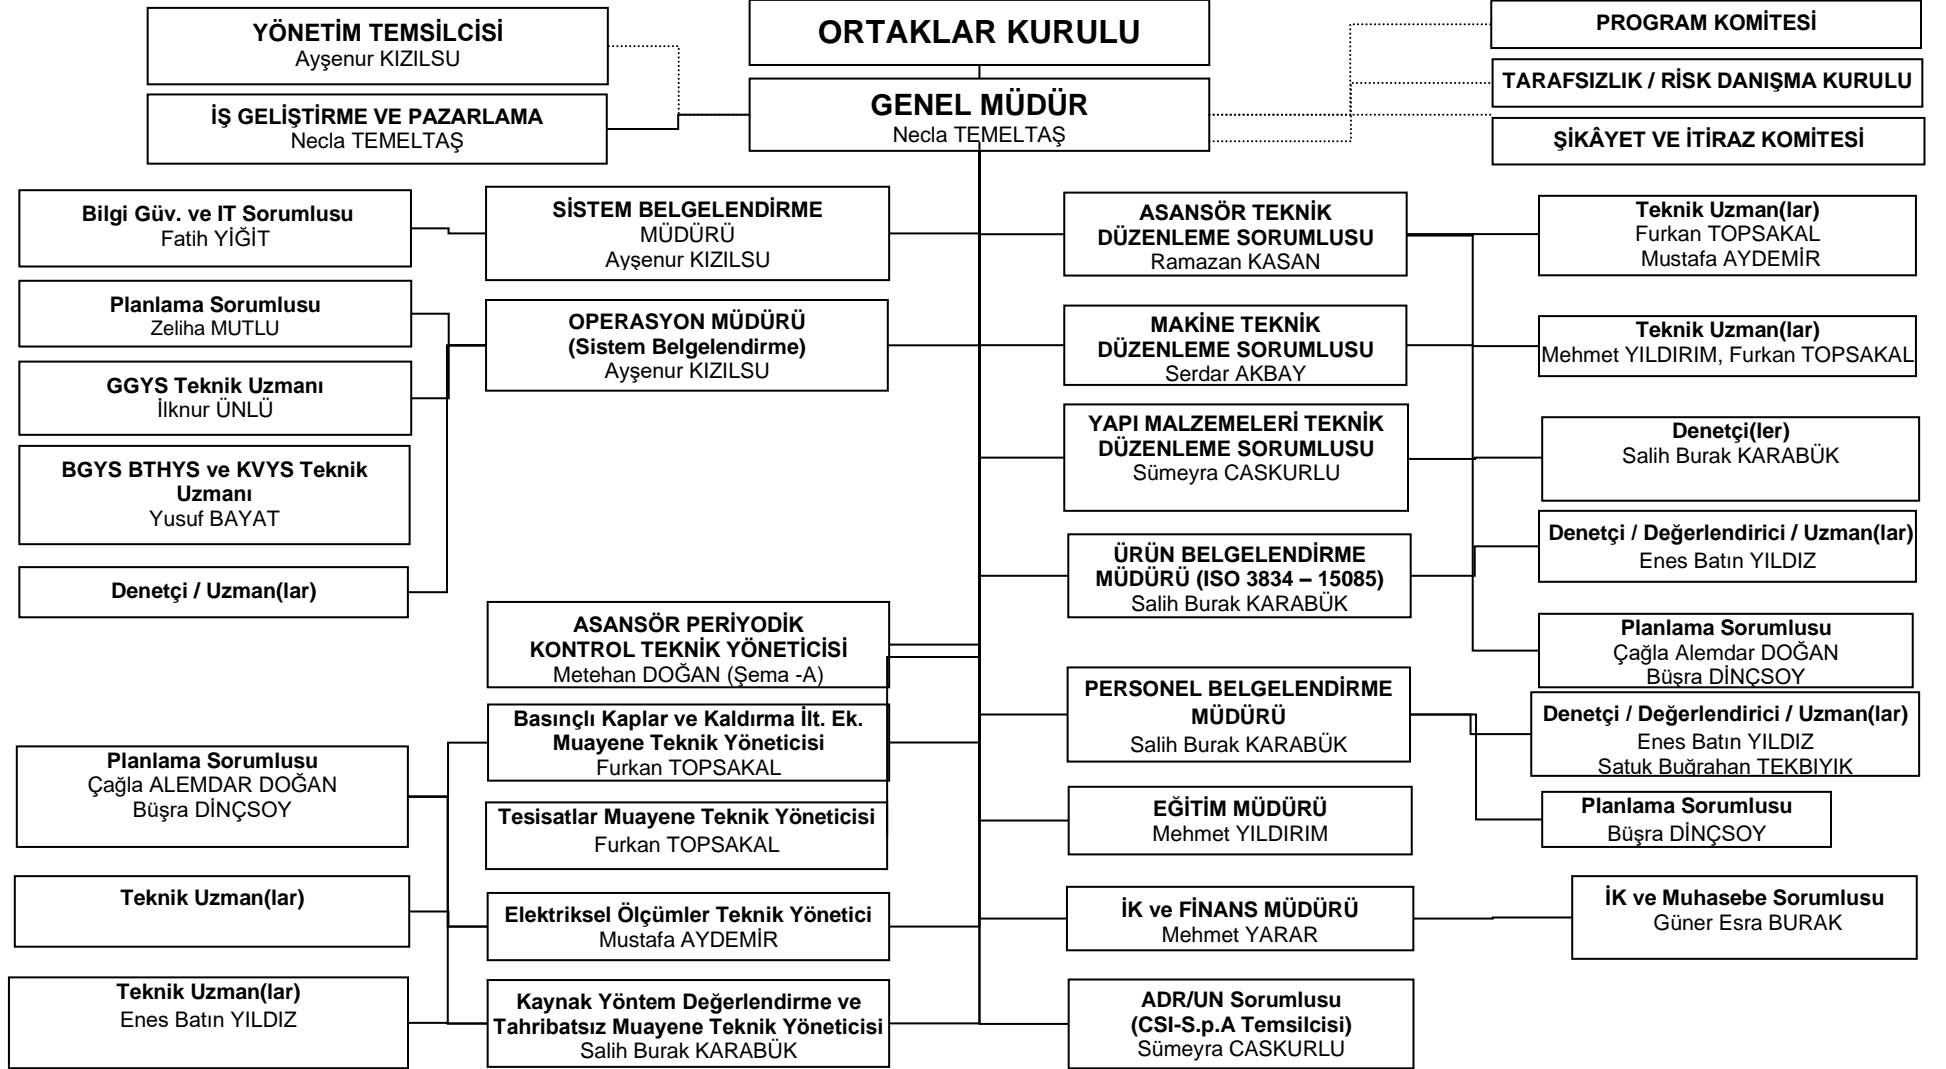 YÖNETİM TEMSİLCİSİ
Ayşenur KIZILSU
İŞ GELİŞTİRME VE PAZARLAMA
Necla TEMELTAŞ
ORTAKLAR KURULU
GENEL MÜDÜR
Necla TEMELTAŞ
PROGRAM KOMİTESİ
TARAFSIZLIK / RİSK DANIŞMA KURULU
ŞİKÂYET VE İTİRAZ KOMİTESİ
Bilgi Güv. ve IT Sorumlusu
Fatih YİĞİT
Planlama Sorumlusu
Zeliha MUTLU
GGYS Teknik Uzmanı
İlknur ÜNLÜ
BGYS BTHYS ve KVYS Teknik
Uzmanı
Yusuf BAYAT
Denetçi / Uzman(lar)
Planlama Sorumlusu
Çağla ALEMDAR DOĞAN
Büşra DİNÇSOY
Teknik Uzman(lar)
Teknik Uzman(lar)
Enes Batın YILDIZ
SİSTEM BELGELENDİRME
MÜDÜRÜ
Ayşenur KIZILSU
OPERASYON MÜDÜRÜ
(Sistem Belgelendirme)
Ayşenur KIZILSU
ASANSÖR PERİYODİK
KONTROL TEKNİK YÖNETİCİSİ
Metehan DOĞAN (Şema -A)
Basınçlı Kaplar ve Kaldırma İlt. Ek.
Muayene Teknik Yöneticisi
Furkan TOPSAKAL
Tesisatlar Muayene Teknik Yöneticisi
Furkan TOPSAKAL
Elektriksel Ölçümler Teknik Yönetici
Mustafa AYDEMİR
Kaynak Yöntem Değerlendirme ve
Tahribatsız Muayene Teknik Yöneticisi
Salih Burak KARABÜK
ASANSÖR TEKNİK
DÜZENLEME SORUMLUSU
Ramazan KASAN
MAKİNE TEKNİK
DÜZENLEME SORUMLUSU
Serdar AKBAY
YAPI MALZEMELERİ TEKNİK
DÜZENLEME SORUMLUSU
Sümeyra CASKURLU
ÜRÜN BELGELENDİRME
MÜDÜRÜ (ISO 3834 – 15085)
Salih Burak KARABÜK
PERSONEL BELGELENDİRME
MÜDÜRÜ
Salih Burak KARABÜK
EĞİTİM MÜDÜRÜ
Mehmet YILDIRIM
İK ve FİNANS MÜDÜRÜ
Mehmet YARAR
ADR/UN Sorumlusu
(CSI-S.p.A Temsilcisi)
Sümeyra CASKURLU
Teknik Uzman(lar)
Furkan TOPSAKAL
Mustafa AYDEMİR
Teknik Uzman(lar)
Mehmet YILDIRIM, Furkan TOPSAKAL
Denetçi(ler)
Salih Burak KARABÜK
Denetçi / Değerlendirici / Uzman(lar)
Enes Batın YILDIZ
Planlama Sorumlusu
Çağla Alemdar DOĞAN
Büşra DİNÇSOY
Denetçi / Değerlendirici / Uzman(lar)
Enes Batın YILDIZ
Satuk Buğrahan TEKBIYIK
Planlama Sorumlusu
Büşra DİNÇSOY
İK ve Muhasebe Sorumlusu
Güner Esra BURAK